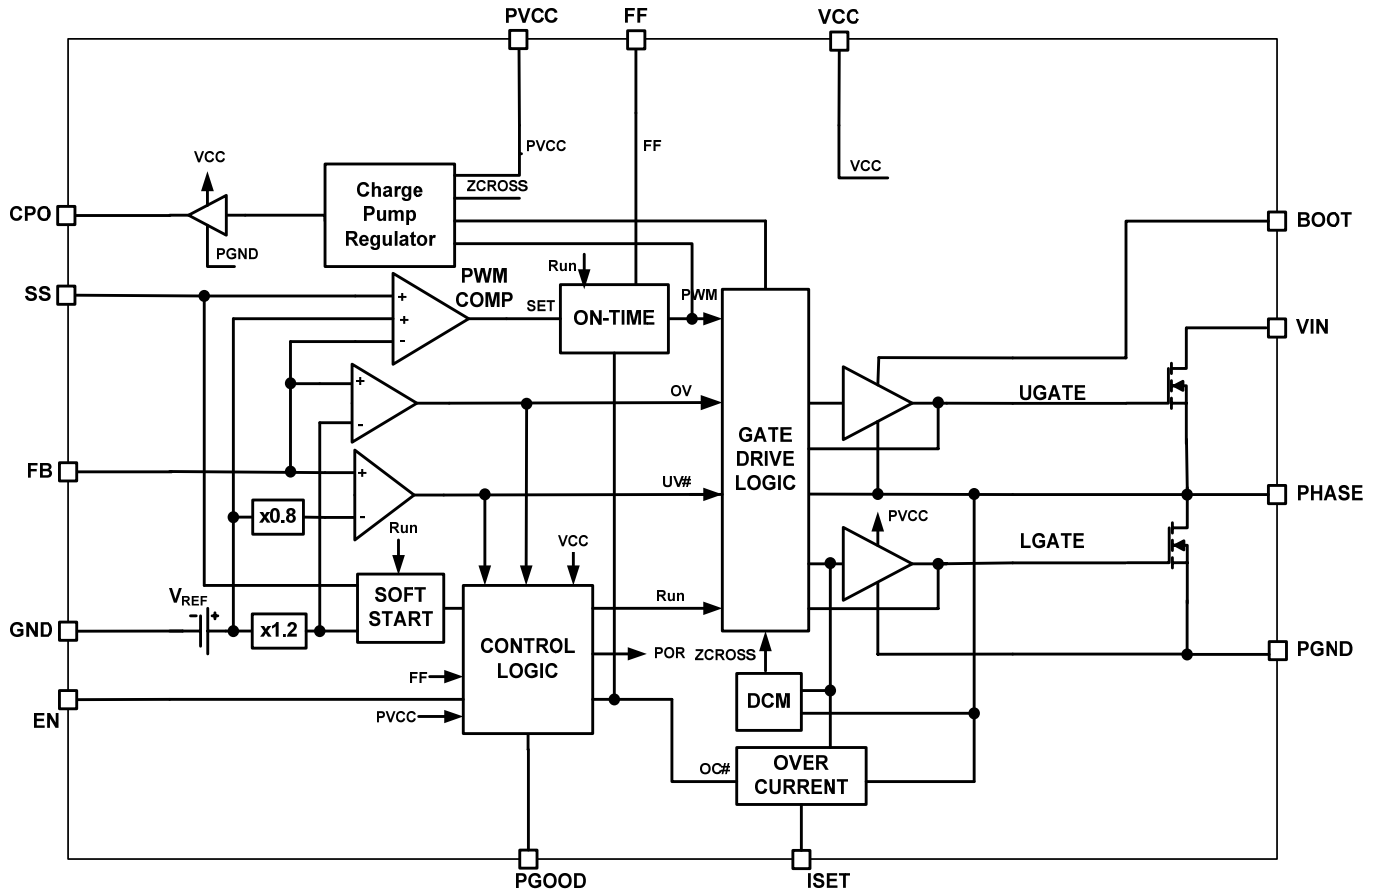 PVCC
FF
VCC
PVCC
FF
VCC
VCC
ZCROSS
Charge
Pump
Regulator
CPO
BOOT
PGND
Run
PWM
COMP
SS
SET
PWM
+
+
-
ON-TIME
VIN
+
OV
UGATE
-
GATE
DRIVE
LOGIC
FB
+
UV#
PHASE
x0.8
-
PVCC
Run
VCC
LGATE
VREF
- +
SOFT
START
Run
GND
x1.2
CONTROL
LOGIC
POR
ZCROSS
PGND
FF
DCM
EN
PVCC
OC#
OVER
CURRENT
PGOOD
ISET